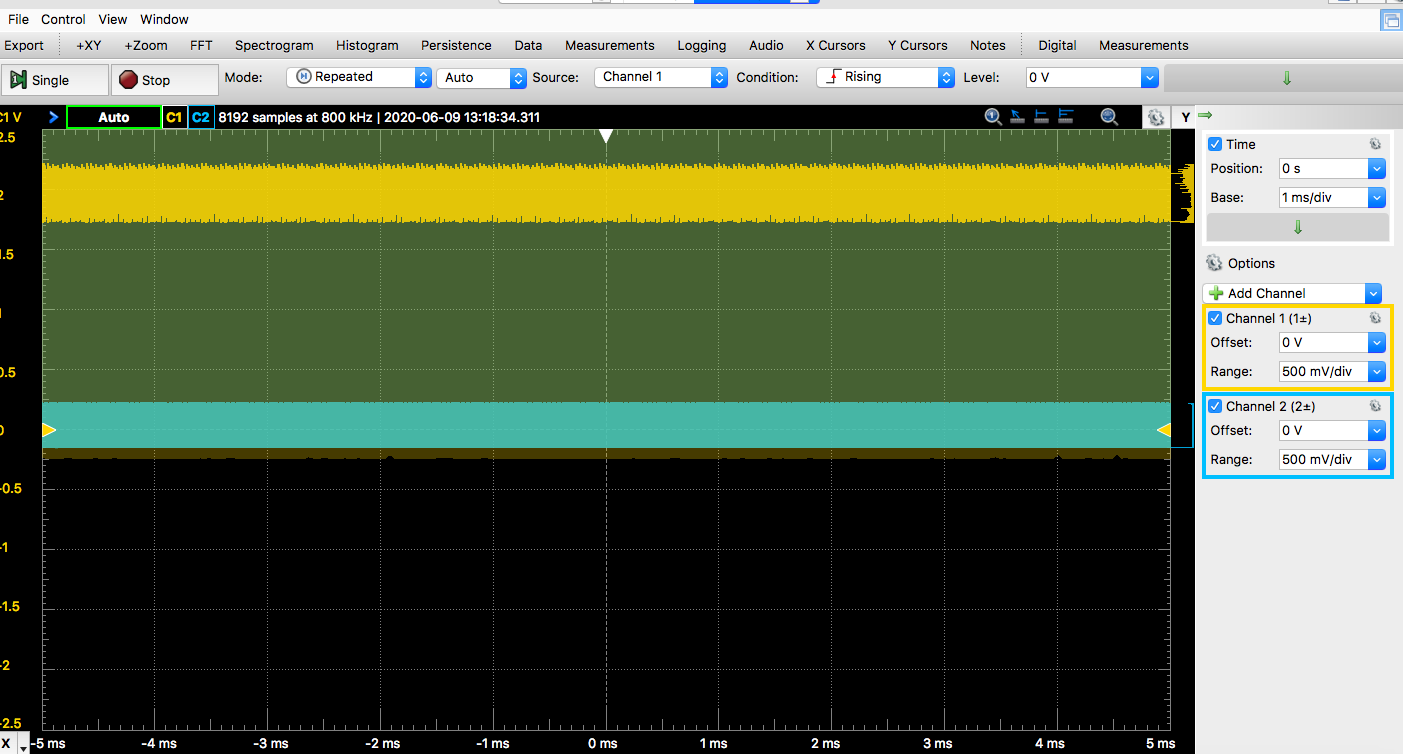 File Control View Window
Export +XY +Zoom FFT Spectrogram Histogram Persistence Data Measurements Logging Audio X Cursors Y Cursors Notes Digital Measurements
Single Stop Mode: Repeated Auto Source: Channel 1 Condition: Rising Level: 0 V
C1 V Auto C1 C2 8192 samples at 800 kHz | 2020-06-09 13:18:34.311 Y
2.5
2
1.5
1
0.5
0
-0.5
-1
-1.5
-2
-2.5
X -5 ms -4 ms -3 ms -2 ms -1 ms 0 ms 1 ms 2 ms 3 ms 4 ms 5 ms
Time
Position: 0 s
Base: 1 ms/div
Options
Add Channel
Channel 1 (1±)
Offset: 0 V
Range: 500 mV/div
Channel 2 (2±)
Offset: 0 V
Range: 500 mV/div